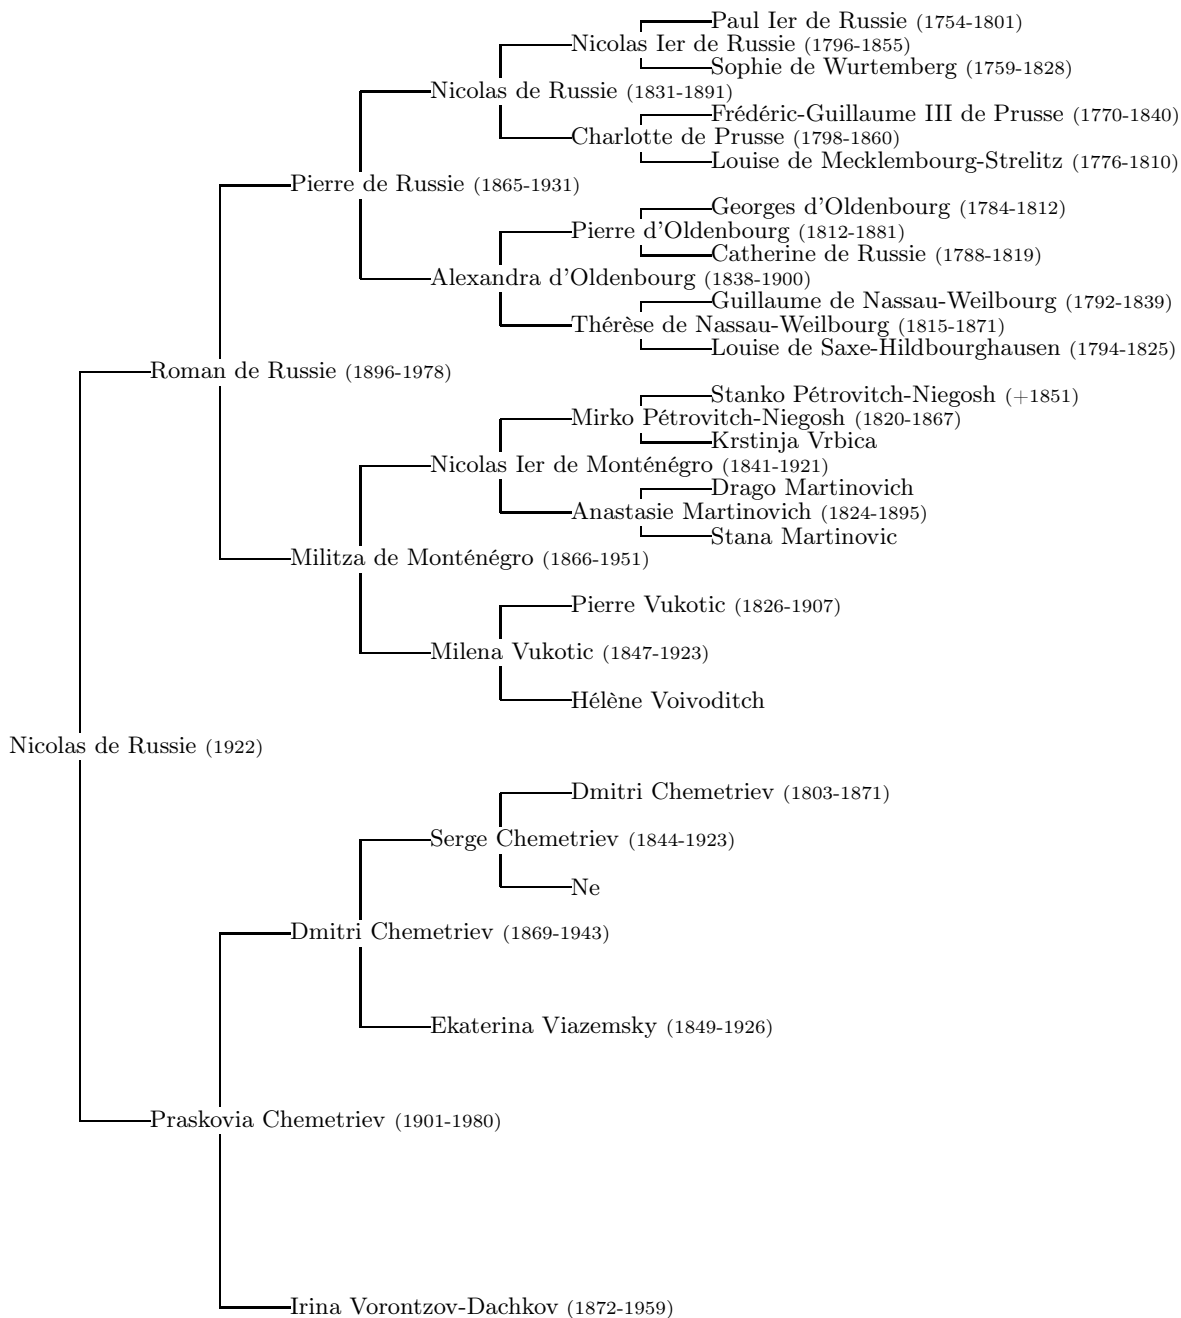 Paul Ier de Russie (1754-1801)
Nicolas Ier de Russie (1796-1855)
Sophie de Wurtemberg (1759-1828)
Nicolas de Russie (1831-1891)
Frédéric-Guillaume III de Prusse (1770-1840)
Charlotte de Prusse (1798-1860)
Louise de Mecklembourg-Strelitz (1776-1810)
Pierre de Russie (1865-1931)
Georges d'Oldenbourg (1784-1812)
Pierre d'Oldenbourg (1812-1881)
Catherine de Russie (1788-1819)
Alexandra d'Oldenbourg (1838-1900)
Guillaume de Nassau-Weilbourg (1792-1839)
Thérèse de Nassau-Weilbourg (1815-1871)
Louise de Saxe-Hildbourghausen (1794-1825)
Roman de Russie (1896-1978)
Stanko Pétrovitch-Niegosh (+1851)
Mirko Pétrovitch-Niegosh (1820-1867)
Krstinja Vrbica
Nicolas Ier de Monténégro (1841-1921)
Drago Martinovich
Anastasie Martinovich (1824-1895)
Stana Martinovic
Militza de Monténégro (1866-1951)
Pierre Vukotic (1826-1907)
Milena Vukotic (1847-1923)
Hélène Voivoditch
Nicolas de Russie (1922)
Dmitri Chemetriev (1803-1871)
Serge Chemetriev (1844-1923)
Ne
Dmitri Chemetriev (1869-1943)
Ekaterina Viazemsky (1849-1926)
Praskovia Chemetriev (1901-1980)
Irina Vorontzov-Dachkov (1872-1959)